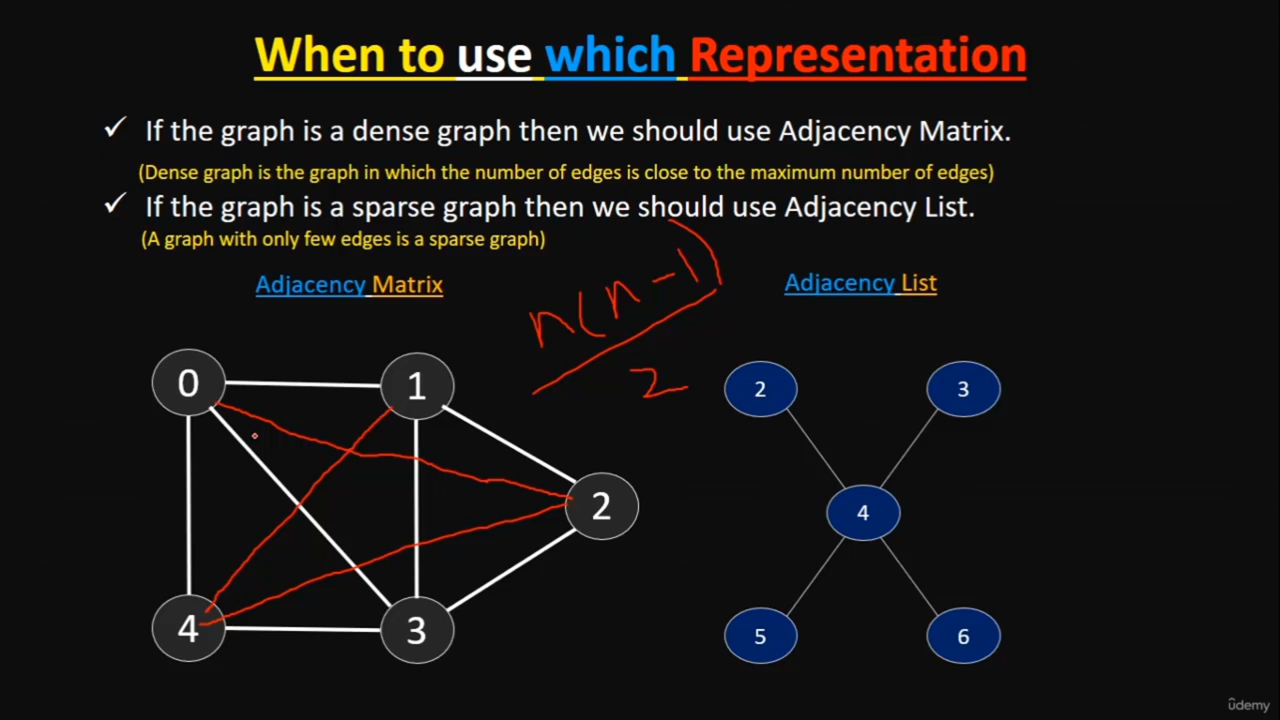 When to use which Representation
✓ If the graph is a dense graph then we should use Adjacency Matrix.
(Dense graph is the graph in which the number of edges is close to the maximum number of edges)
✓ If the graph is a sparse graph then we should use Adjacency List.
(A graph with only few edges is a sparse graph)
Adjacency Matrix
n(n-1)
2
0 1
2
4 3
Adjacency List
2 3
4
5 6
ûdemy